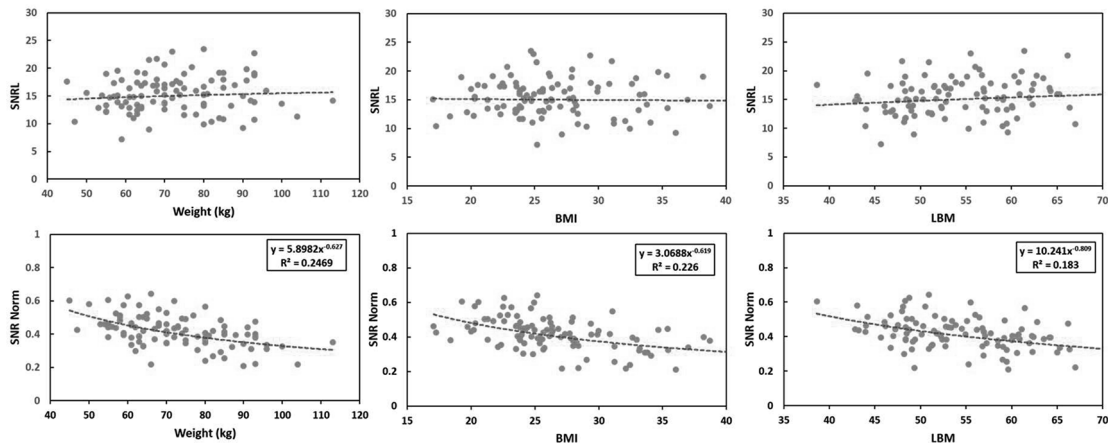 30
25
20
15
10
5
0
SNRL
40 50 60 70 80 90 100 110 120
Weight (kg)
30
25
20
15
10
5
0
SNRL
15 20 25 30 35 40
BMI
30
25
20
15
10
5
0
SNRL
35 40 45 50 55 60 65 70
LBM
1
0.8
0.6
0.4
0.2
0
SNR Norm
y = 5.8982x^-0.627
R² = 0.2469
40 50 60 70 80 90 100 110 120
Weight (kg)
1
0.8
0.6
0.4
0.2
0
SNR Norm
y = 3.0688x^-0.619
R² = 0.226
15 20 25 30 35 40
BMI
1
0.8
0.6
0.4
0.2
0
SNR Norm
y = 10.241x^-0.809
R² = 0.183
35 40 45 50 55 60 65 70
LBM